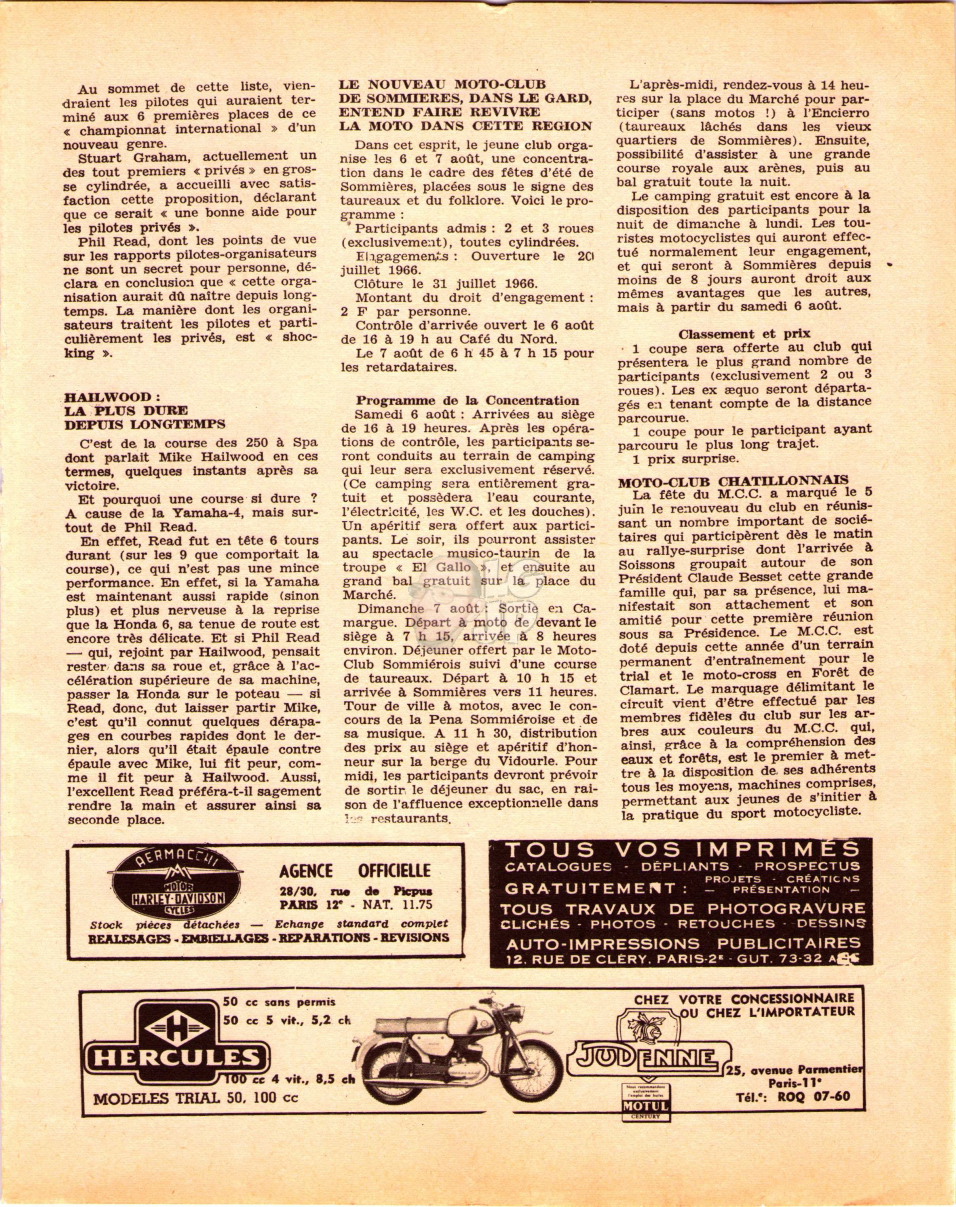 Au sommet de cette liste, vien-
draient les pilotes qui auraient ter-
miné aux 6 premières places de ce
« championnat international » d'un
nouveau genre.
Stuart Graham, actuellement un
des tout premiers « privés » en gros-
se cylindrée, a accueilli avec satis-
faction cette proposition, déclarant
que ce serait « une bonne aide pour
les pilotes privés ».
Phil Read, dont les points de vue
sur les rapports pilotes-organisateurs
ne sont un secret pour personne, dé-
clara en conclusion que « cette orga-
nisation aurait dû naître depuis long-
temps. La manière dont les organi-
sateurs traitent les pilotes et parti-
culièrement les privés, est « shoc-
king ».
HAILWOOD :
LA PLUS DURE
DEPUIS LONGTEMPS
C'est de la course des 250 à Spa
dont parlait Mike Hailwood en ces
termes, quelques instants après sa
victoire.
Et pourquoi une course si dure ?
A cause de la Yamaha-4, mais sur-
tout de Phil Read.
En effet, Read fut en tête 6 tours
durant (sur les 9 que comportait la
course), ce qui n'est pas une mince
performance. En effet, si la Yamaha
est maintenant aussi rapide (sinon
plus) et plus nerveuse à la reprise
que la Honda 6, sa tenue de route est
encore très délicate. Et si Phil Read
— qui, rejoint par Hailwood, pensait
rester dans sa roue et, grâce à l'ac-
célération supérieure de sa machine,
passer la Honda sur le poteau — si
Read, donc, dut laisser partir Mike,
c'est qu'il connut quelques dérapa-
ges en courbes rapides dont le der-
nier, alors qu'il était épaule contre
épaule avec Mike, lui fit peur, com-
me il fit peur à Hailwood. Aussi,
l'excellent Read préféra-t-il sagement
rendre la main et assurer ainsi sa
seconde place.
LE NOUVEAU MOTO-CLUB
DE SOMMIERES, DANS LE GARD,
ENTEND FAIRE REVIVRE
LA MOTO DANS CETTE REGION
Dans cet esprit, le jeune club orga-
nise les 6 et 7 août, une concentra-
tion dans le cadre des fêtes d'été de
Sommières, placées sous le signe des
taureaux et du folklore. Voici le pro-
gramme :
Participants admis : 2 et 3 roues
(exclusivement), toutes cylindrées.
Engagements : Ouverture le 20
juillet 1966.
Clôture le 31 juillet 1966.
Montant du droit d'engagement :
2 F par personne.
Contrôle d'arrivée ouvert le 6 août
de 16 à 19 h au Café du Nord.
Le 7 août de 6 h 45 à 7 h 15 pour
les retardataires.
Programme de la Concentration
Samedi 6 août : Arrivées au siège
de 16 à 19 heures. Après les opéra-
tions de contrôle, les participants se-
ront conduits au terrain de camping
qui leur sera exclusivement réservé.
(Ce camping sera entièrement gra-
tuit et possèdera l'eau courante,
l'électricité, les W.C. et les douches).
Un apéritif sera offert aux partici-
pants. Le soir, ils pourront assister
au spectacle musico-taurin de la
troupe « El Gallo », et ensuite au
grand bal gratuit sur la place du
Marché.
Dimanche 7 août : Sortie en Ca-
margue. Départ à moto de devant le
siège à 7 h 15, arrivée à 8 heures
environ. Déjeuner offert par le Moto-
Club Sommiérois suivi d'une course
de taureaux. Départ à 10 h 15 et
arrivée à Sommières vers 11 heures.
Tour de ville à motos, avec le con-
cours de la Pena Sommiéroise et de
sa musique. A 11 h 30, distribution
des prix au siège et apéritif d'hon-
neur sur la berge du Vidourle. Pour
midi, les participants devront prévoir
de sortir le déjeuner du sac, en rai-
son de l'affluence exceptionnelle dans
les restaurants.
L'après-midi, rendez-vous à 14 heu-
res sur la place du Marché pour par-
ticiper (sans motos !) à l'Encierro
(taureaux lâchés dans les vieux
quartiers de Sommières). Ensuite,
possibilité d'assister à une grande
course royale aux arènes, puis au
bal gratuit toute la nuit.
Le camping gratuit est encore à la
disposition des participants pour la
nuit de dimanche à lundi. Les tou-
ristes motocyclistes qui auront effec-
tué normalement leur engagement,
et qui seront à Sommières depuis
moins de 8 jours auront droit aux
mêmes avantages que les autres,
mais à partir du samedi 6 août.
Classement et prix
1 coupe sera offerte au club qui
présentera le plus grand nombre de
participants (exclusivement 2 ou 3
roues). Les ex æquo seront départa-
gés en tenant compte de la distance
parcourue.
1 coupe pour le participant ayant
parcouru le plus long trajet.
1 prix surprise.
MOTO-CLUB CHATILLONNAIS
La fête du M.C.C. a marqué le 5
juin le renouveau du club en réunis-
sant un nombre important de socié-
taires qui participèrent dès le matin
au rallye-surprise dont l'arrivée à
Soissons groupait autour de son
Président Claude Besset cette grande
famille qui, par sa présence, lui ma-
nifestait son attachement et son
amitié pour cette première réunion
sous sa Présidence. Le M.C.C. est
doté depuis cette année d'un terrain
permanent d'entraînement pour le
trial et le moto-cross en Forêt de
Clamart. Le marquage délimitant le
circuit vient d'être effectué par les
membres fidèles du club sur les ar-
bres aux couleurs du M.C.C. qui,
ainsi, grâce à la compréhension des
eaux et forêts, est le premier à met-
tre à la disposition de ses adhérents
tous les moyens, machines comprises,
permettant aux jeunes de s'initier à
la pratique du sport motocycliste.
AERMACCHI
MOTOR
HARLEY-DAVIDSON
CYCLES
AGENCE OFFICIELLE
28/30, rue de Picpus
PARIS 12e - NAT. 11.75
Stock pièces détachées — Echange standard complet
REALESAGES - EMBIELLAGES - REPARATIONS - REVISIONS
TOUS VOS IMPRIMÉS
CATALOGUES - DÉPLIANTS - PROSPECTUS
GRATUITEMENT : PROJETS - CRÉATIONS
— PRÉSENTATION —
TOUS TRAVAUX DE PHOTOGRAVURE
CLICHÉS - PHOTOS - RETOUCHES - DESSINS
AUTO-IMPRESSIONS PUBLICITAIRES
12, RUE DE CLÉRY, PARIS-2e - GUT. 73-32
H
HERCULES
50 cc sans permis
50 cc 5 vit., 5,2 ch
100 cc 4 vit., 8,5 ch
MODELES TRIAL 50, 100 cc
CHEZ VOTRE CONCESSIONNAIRE
OU CHEZ L'IMPORTATEUR
JUDENNE
25, avenue Parmentier
Paris-11e
Tél.: ROQ 07-60
MOTUL
CENTURY